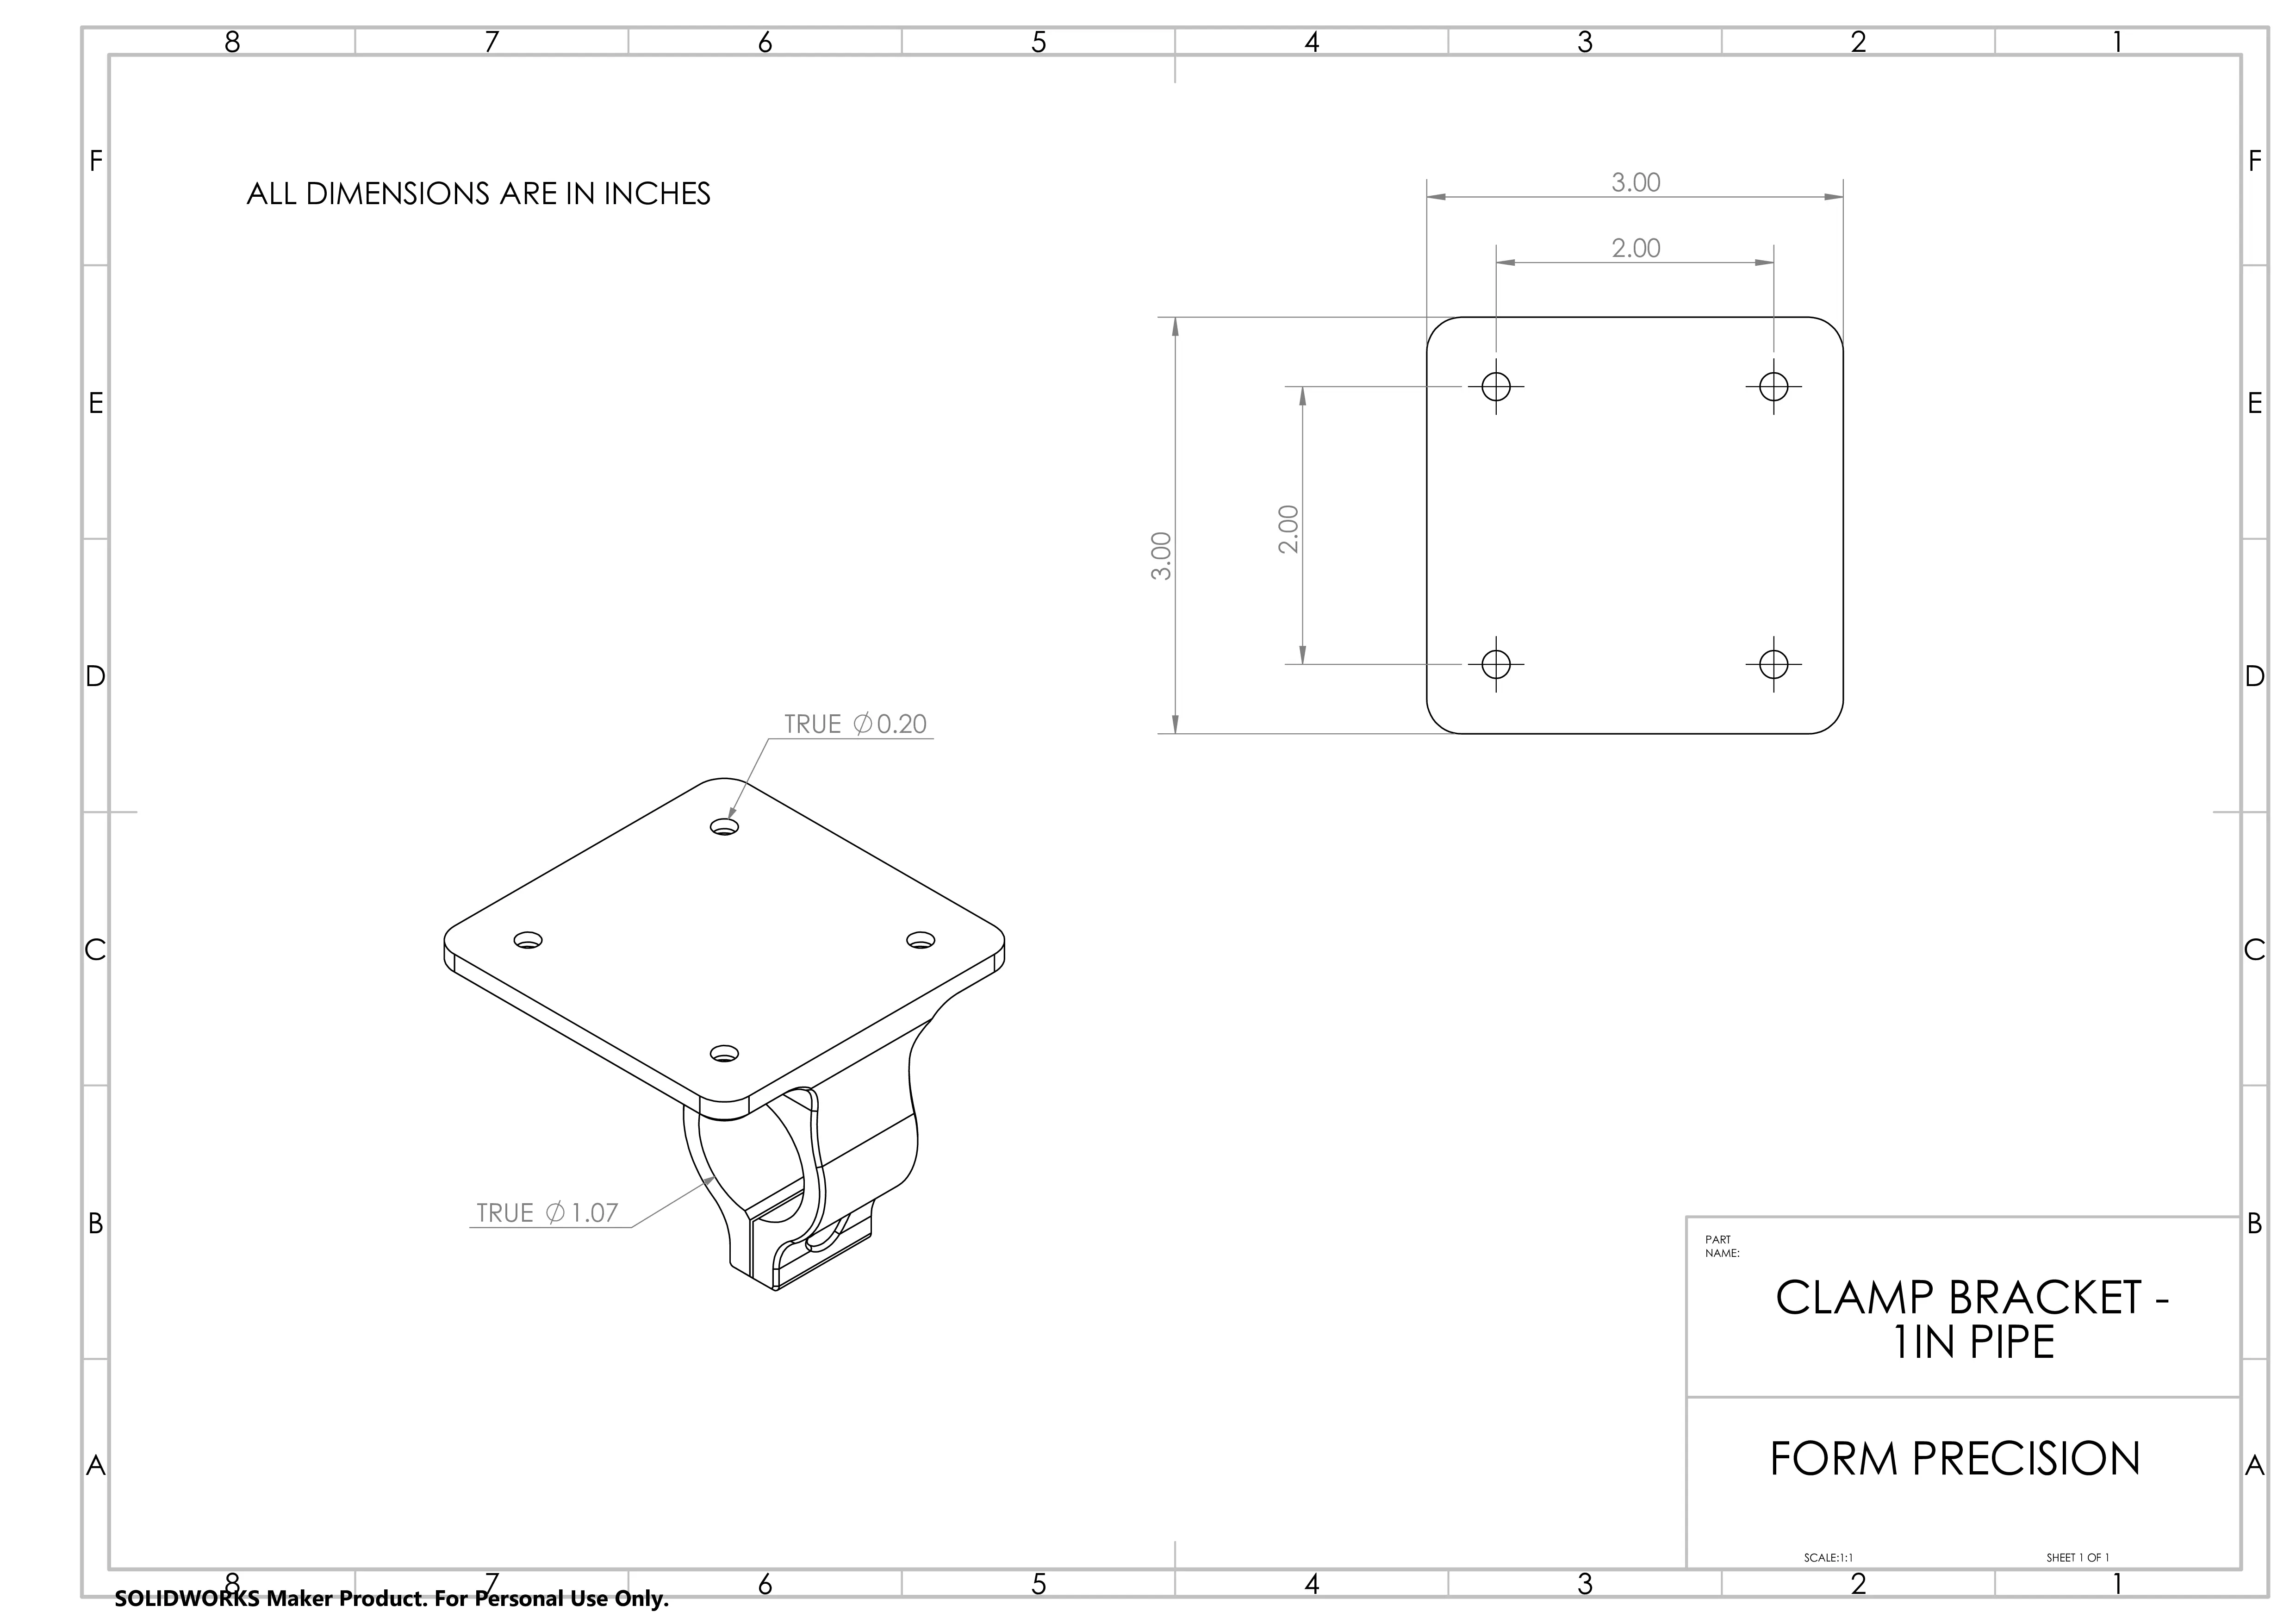 8 7 6 5 4 3 2 1
F F
ALL DIMENSIONS ARE IN INCHES
3.00
2.00
E E
3.00
2.00
D D
TRUE ⌀0.20
C C
TRUE ⌀1.07
B B
PART
NAME:
CLAMP BRACKET -
1IN PIPE
FORM PRECISION
A A
SCALE:1:1 SHEET 1 OF 1
8 7 6 5 4 3 2 1
SOLIDWORKS Maker Product. For Personal Use Only.